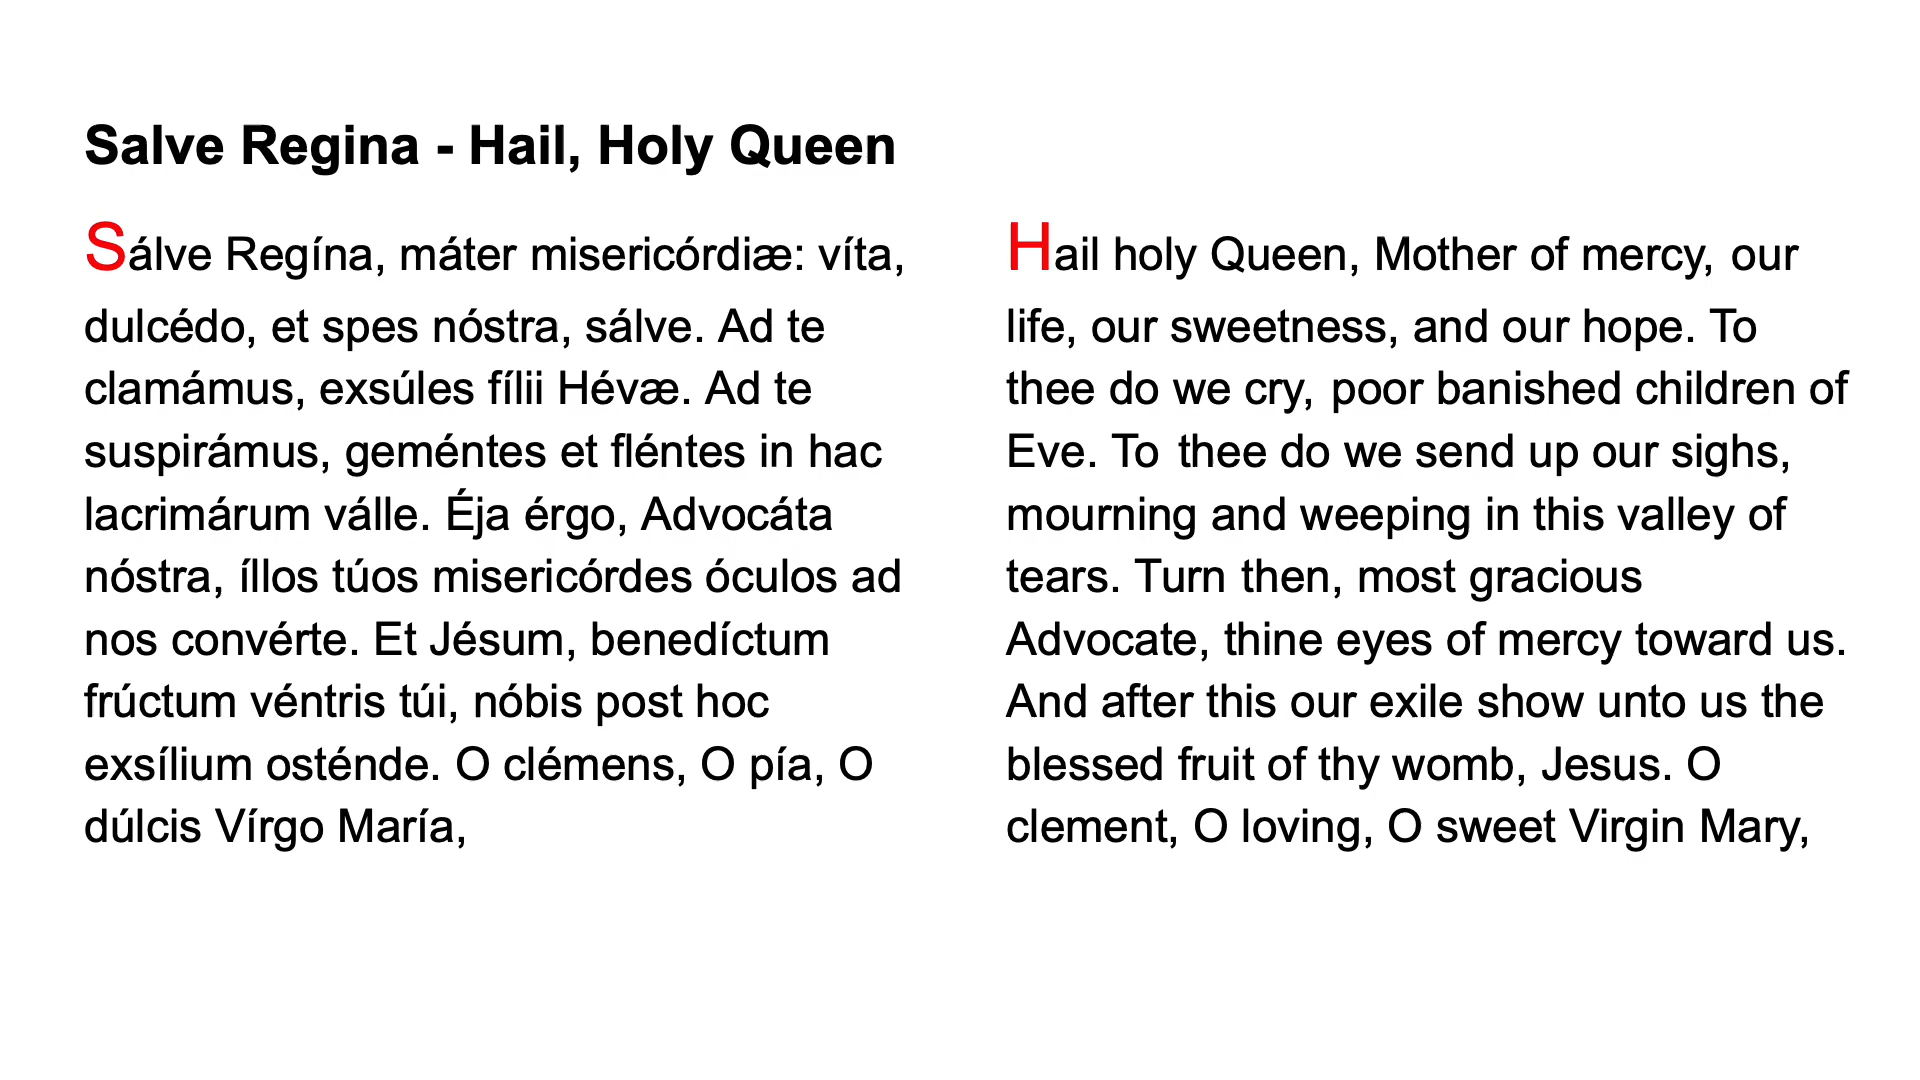 Salve Regina - Hail, Holy Queen
Sálve Regína, máter misericórdiæ: víta,
dulcédo, et spes nóstra, sálve. Ad te
clamámus, exsúles fílii Hévæ. Ad te
suspirámus, geméntes et fléntes in hac
lacrimárum válle. Éja érgo, Advocáta
nóstra, íllos túos misericórdes óculos ad
nos convérte. Et Jésum, benedíctum
frúctum véntris túi, nóbis post hoc
exsílium osténde. O clémens, O pía, O
dúlcis Vírgo María,
Hail holy Queen, Mother of mercy, our
life, our sweetness, and our hope. To
thee do we cry, poor banished children of
Eve. To thee do we send up our sighs,
mourning and weeping in this valley of
tears. Turn then, most gracious
Advocate, thine eyes of mercy toward us.
And after this our exile show unto us the
blessed fruit of thy womb, Jesus. O
clement, O loving, O sweet Virgin Mary,